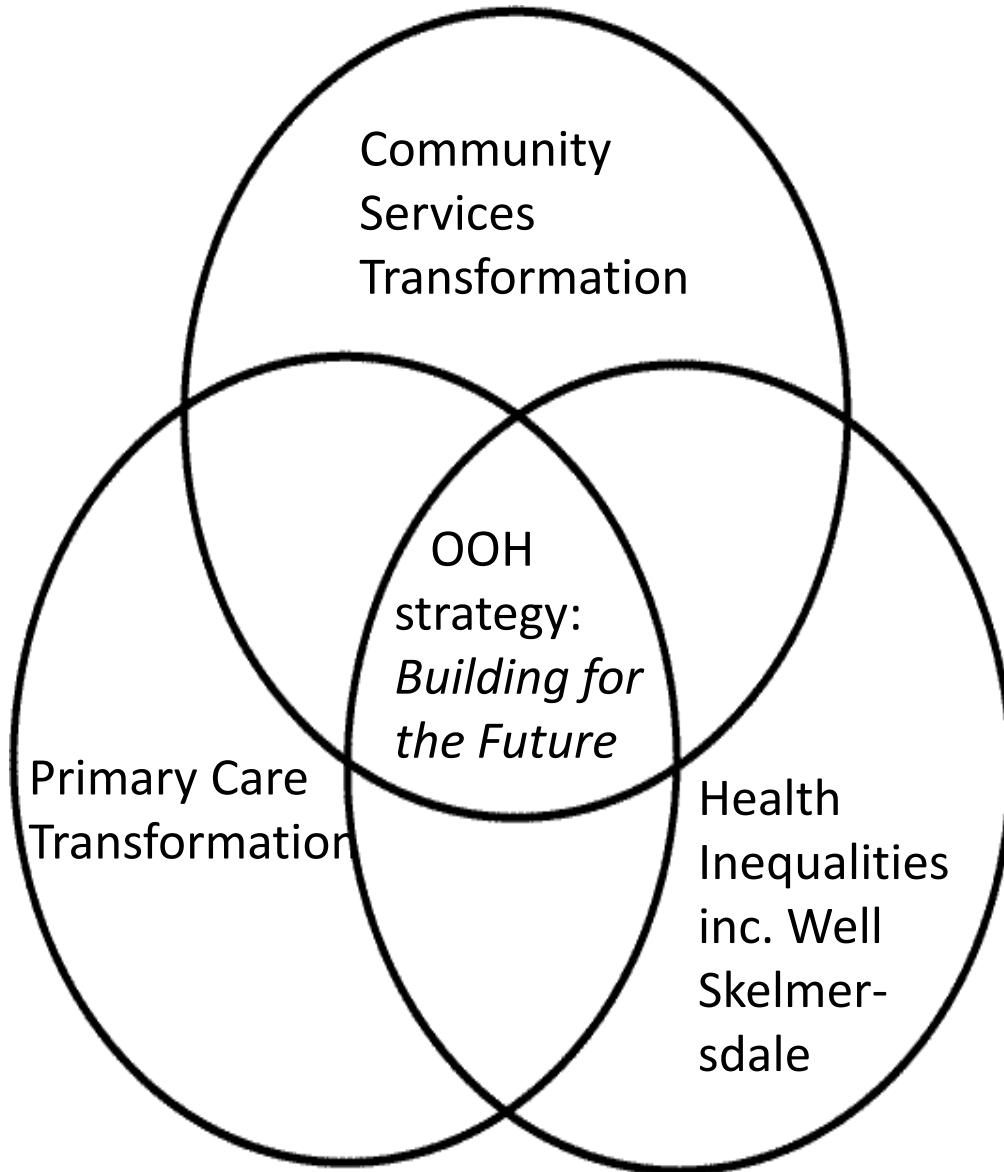 Community
Services
Transformation
OOH
strategy:
Building for
the Future
Primary Care
Transformation
Health
Inequalities
inc. Well
Skelmer-
sdale